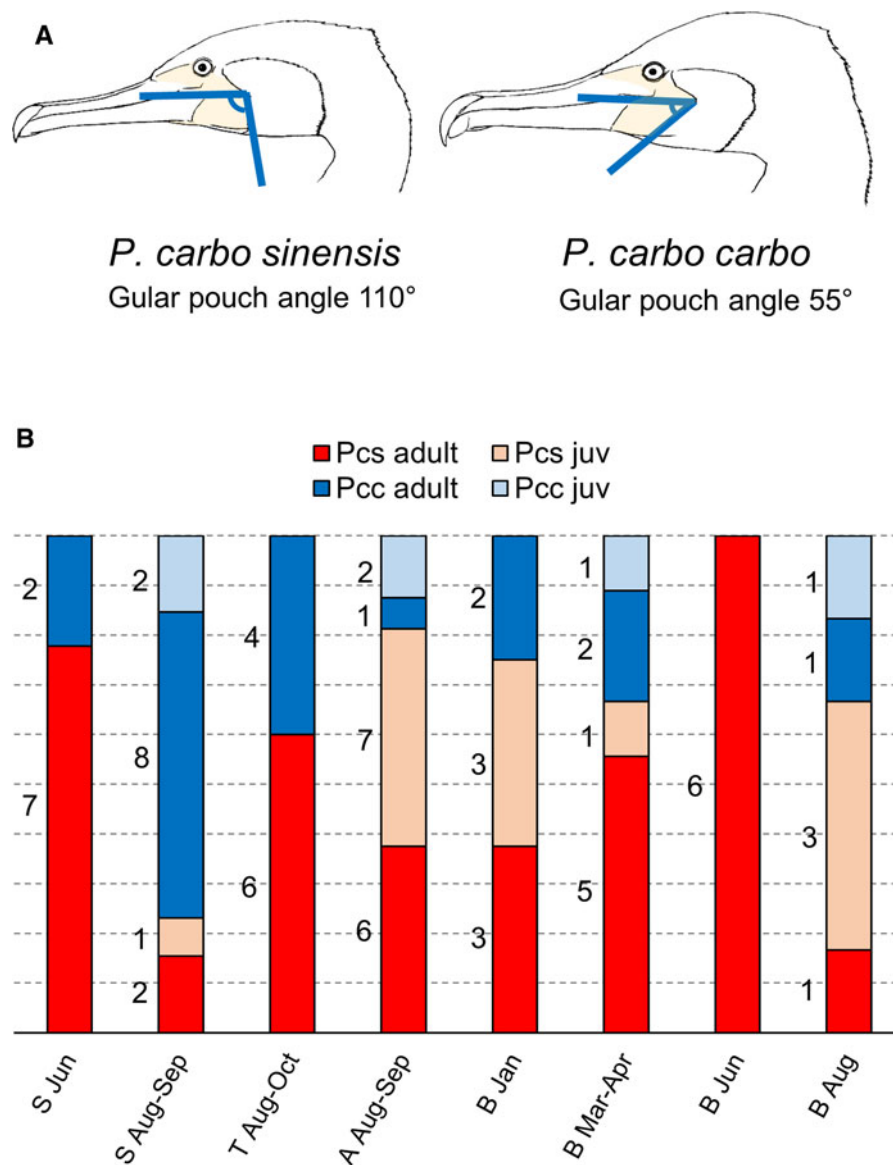 A
P. carbo sinensis
Gular pouch angle 110°
P. carbo carbo
Gular pouch angle 55°
B
Pcs adult
Pcs juv
Pcc adult
Pcc juv
2
7
2
8
1
2
4
6
2
1
7
6
2
3
3
1
2
1
5
6
1
1
3
1
S Jun
S Aug-Sep
T Aug-Oct
A Aug-Sep
B Jan
B Mar-Apr
B Jun
B Aug